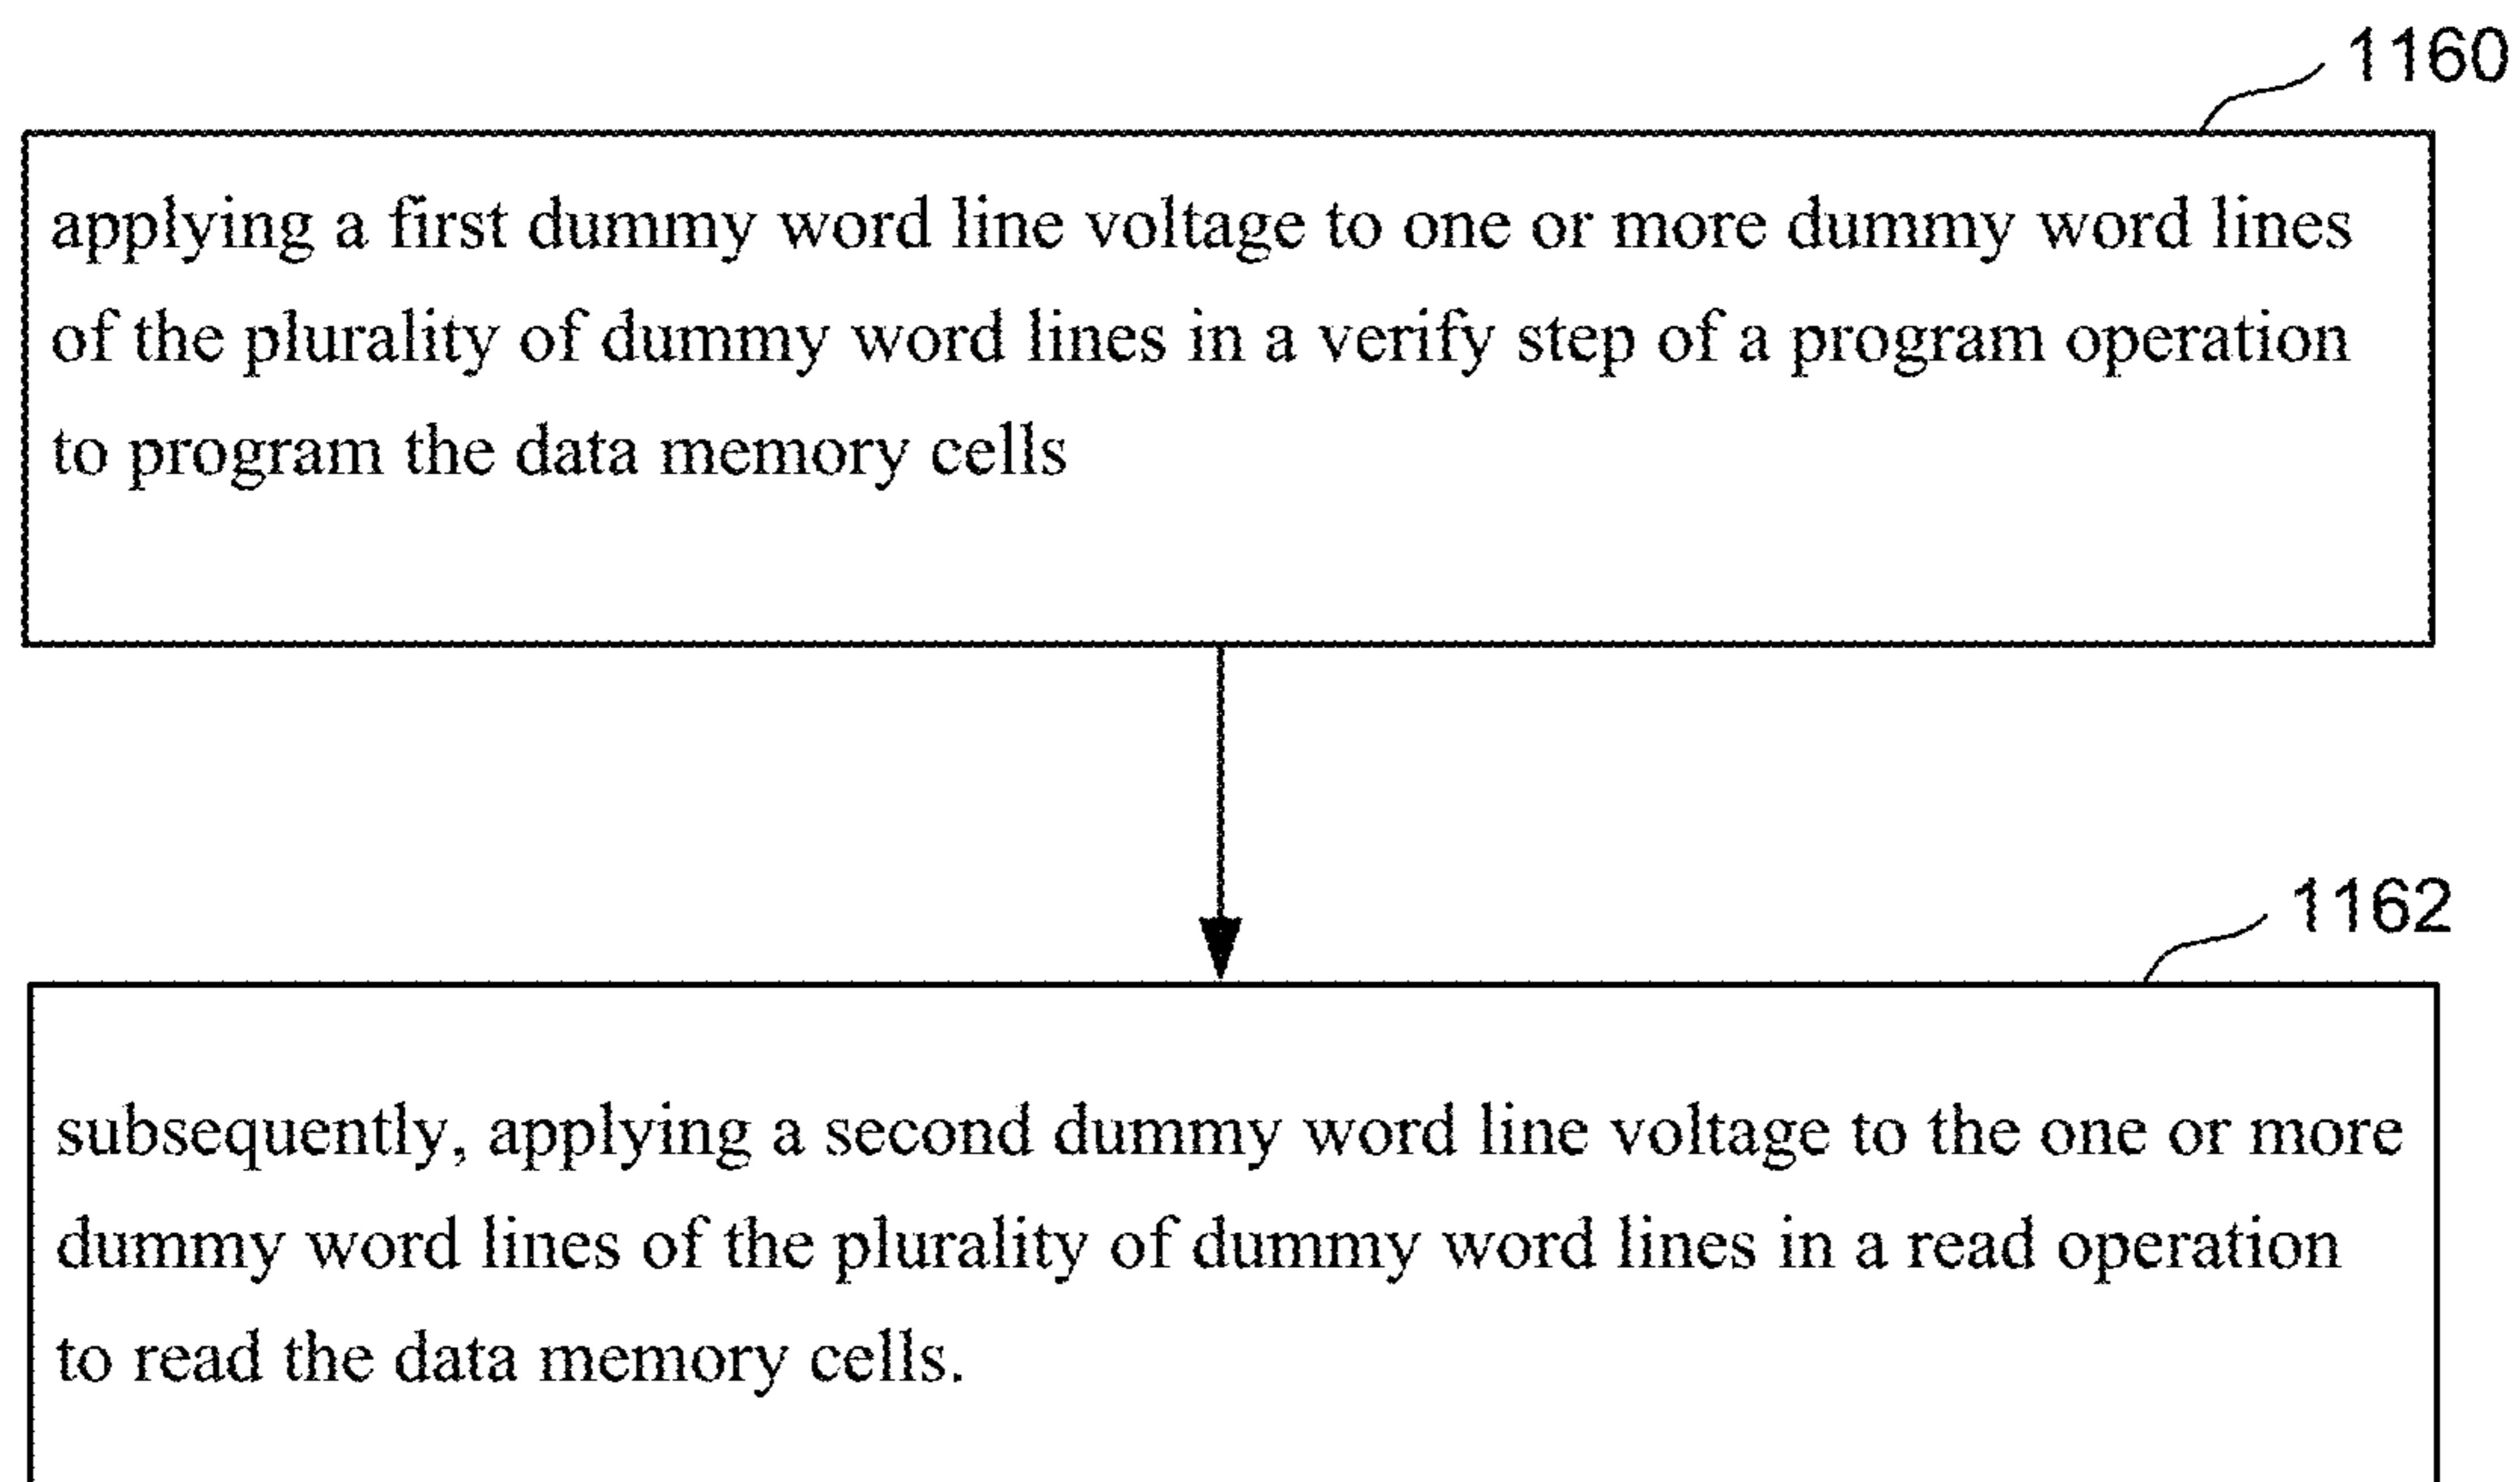 1160
applying a first dummy word line voltage to one or more dummy word lines
of the plurality of dummy word lines in a verify step of a program operation
to program the data memory cells
1162
subsequently, applying a second dummy word line voltage to the one or more
dummy word lines of the plurality of dummy word lines in a read operation
to read the data memory cells.